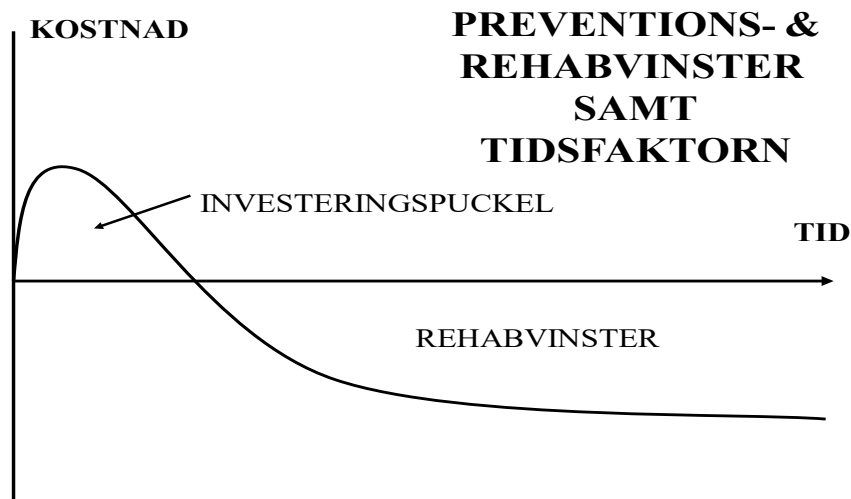 KOSTNAD
PREVENTIONS- &
REHABVINSTER
SAMT
TIDSFAKTORN
INVESTERINGSPUCKEL
TID
REHABVINSTER